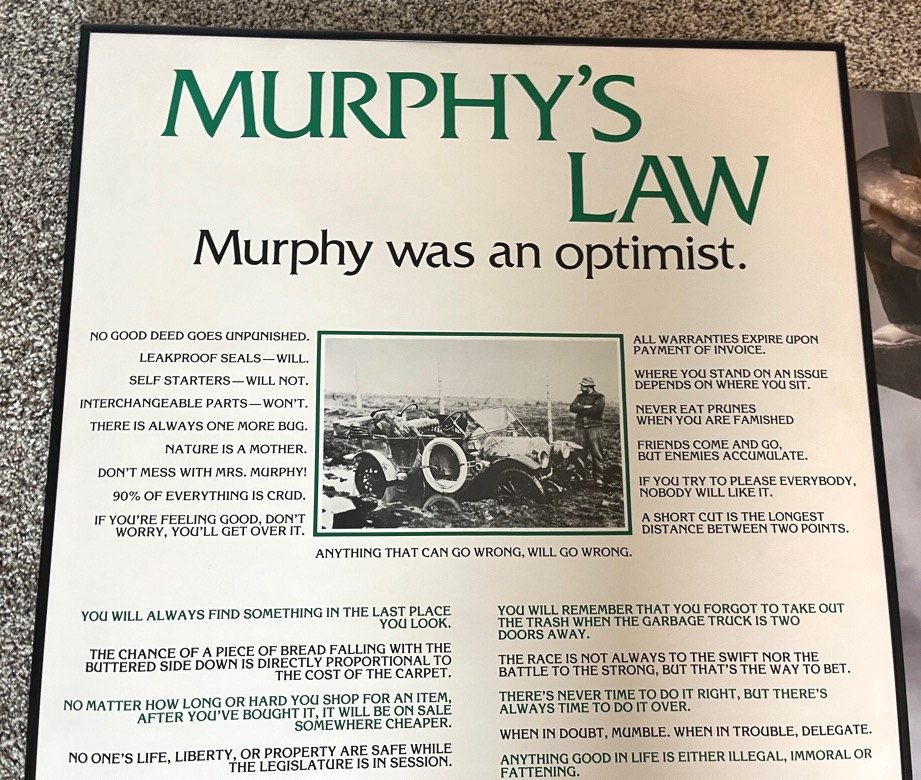 MURPHY'S
LAW
Murphy was an optimist.
NO GOOD DEED GOES UNPUNISHED.
LEAKPROOF SEALS—WILL.
SELF STARTERS—WILL NOT.
INTERCHANGEABLE PARTS—WON'T.
THERE IS ALWAYS ONE MORE BUG.
NATURE IS A MOTHER.
DON'T MESS WITH MRS. MURPHY!
90% OF EVERYTHING IS CRUD.
IF YOU'RE FEELING GOOD, DON'T
WORRY, YOU'LL GET OVER IT.
ALL WARRANTIES EXPIRE UPON
PAYMENT OF INVOICE.
WHERE YOU STAND ON AN ISSUE
DEPENDS ON WHERE YOU SIT.
NEVER EAT PRUNES
WHEN YOU ARE FAMISHED
FRIENDS COME AND GO,
BUT ENEMIES ACCUMULATE.
IF YOU TRY TO PLEASE EVERYBODY,
NOBODY WILL LIKE IT.
A SHORT CUT IS THE LONGEST
DISTANCE BETWEEN TWO POINTS.
ANYTHING THAT CAN GO WRONG, WILL GO WRONG.
YOU WILL ALWAYS FIND SOMETHING IN THE LAST PLACE
YOU LOOK.
THE CHANCE OF A PIECE OF BREAD FALLING WITH THE
BUTTERED SIDE DOWN IS DIRECTLY PROPORTIONAL TO
THE COST OF THE CARPET.
NO MATTER HOW LONG OR HARD YOU SHOP FOR AN ITEM,
AFTER YOU'VE BOUGHT IT, IT WILL BE ON SALE
SOMEWHERE CHEAPER.
NO ONE'S LIFE, LIBERTY, OR PROPERTY ARE SAFE WHILE
THE LEGISLATURE IS IN SESSION.
YOU WILL REMEMBER THAT YOU FORGOT TO TAKE OUT
THE TRASH WHEN THE GARBAGE TRUCK IS TWO
DOORS AWAY.
THE RACE IS NOT ALWAYS TO THE SWIFT NOR THE
BATTLE TO THE STRONG, BUT THAT'S THE WAY TO BET.
THERE'S NEVER TIME TO DO IT RIGHT, BUT THERE'S
ALWAYS TIME TO DO IT OVER.
WHEN IN DOUBT, MUMBLE. WHEN IN TROUBLE, DELEGATE.
ANYTHING GOOD IN LIFE IS EITHER ILLEGAL, IMMORAL OR
FATTENING.